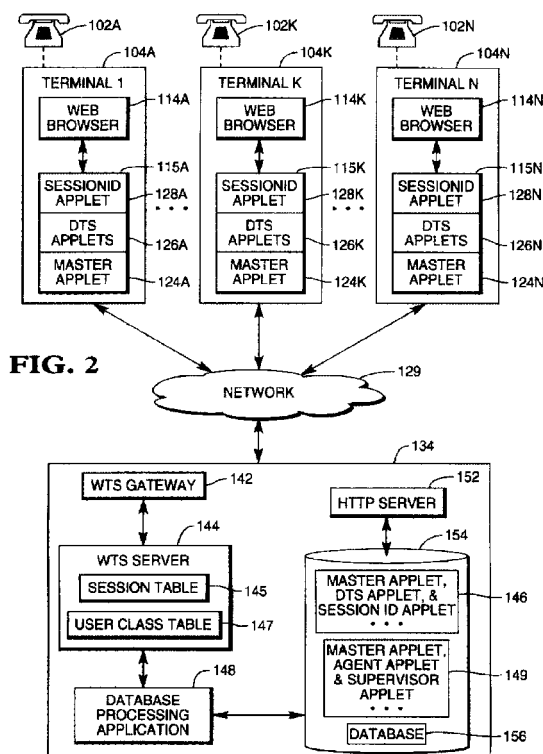 102A
102K
102N
104A
104K
104N
TERMINAL 1
TERMINAL K
TERMINAL N
WEB BROWSER
114A
WEB BROWSER
114K
WEB BROWSER
114N
115A
115K
115N
SESSIONID APPLET
128A
SESSIONID APPLET
128K
SESSIONID APPLET
128N
DTS APPLETS
126A
DTS APPLETS
126K
DTS APPLETS
126N
MASTER APPLET
124A
MASTER APPLET
124K
MASTER APPLET
124N
FIG. 2
NETWORK
129
134
WTS GATEWAY
142
HTTP SERVER
152
144
154
WTS SERVER
SESSION TABLE
145
USER CLASS TABLE
147
MASTER APPLET,
DTS APPLET, &
SESSION ID APPLET
146
• • •
MASTER APPLET,
AGENT APPLET
& SUPERVISOR
APPLET
149
• • •
148
DATABASE
PROCESSING
APPLICATION
DATABASE
156